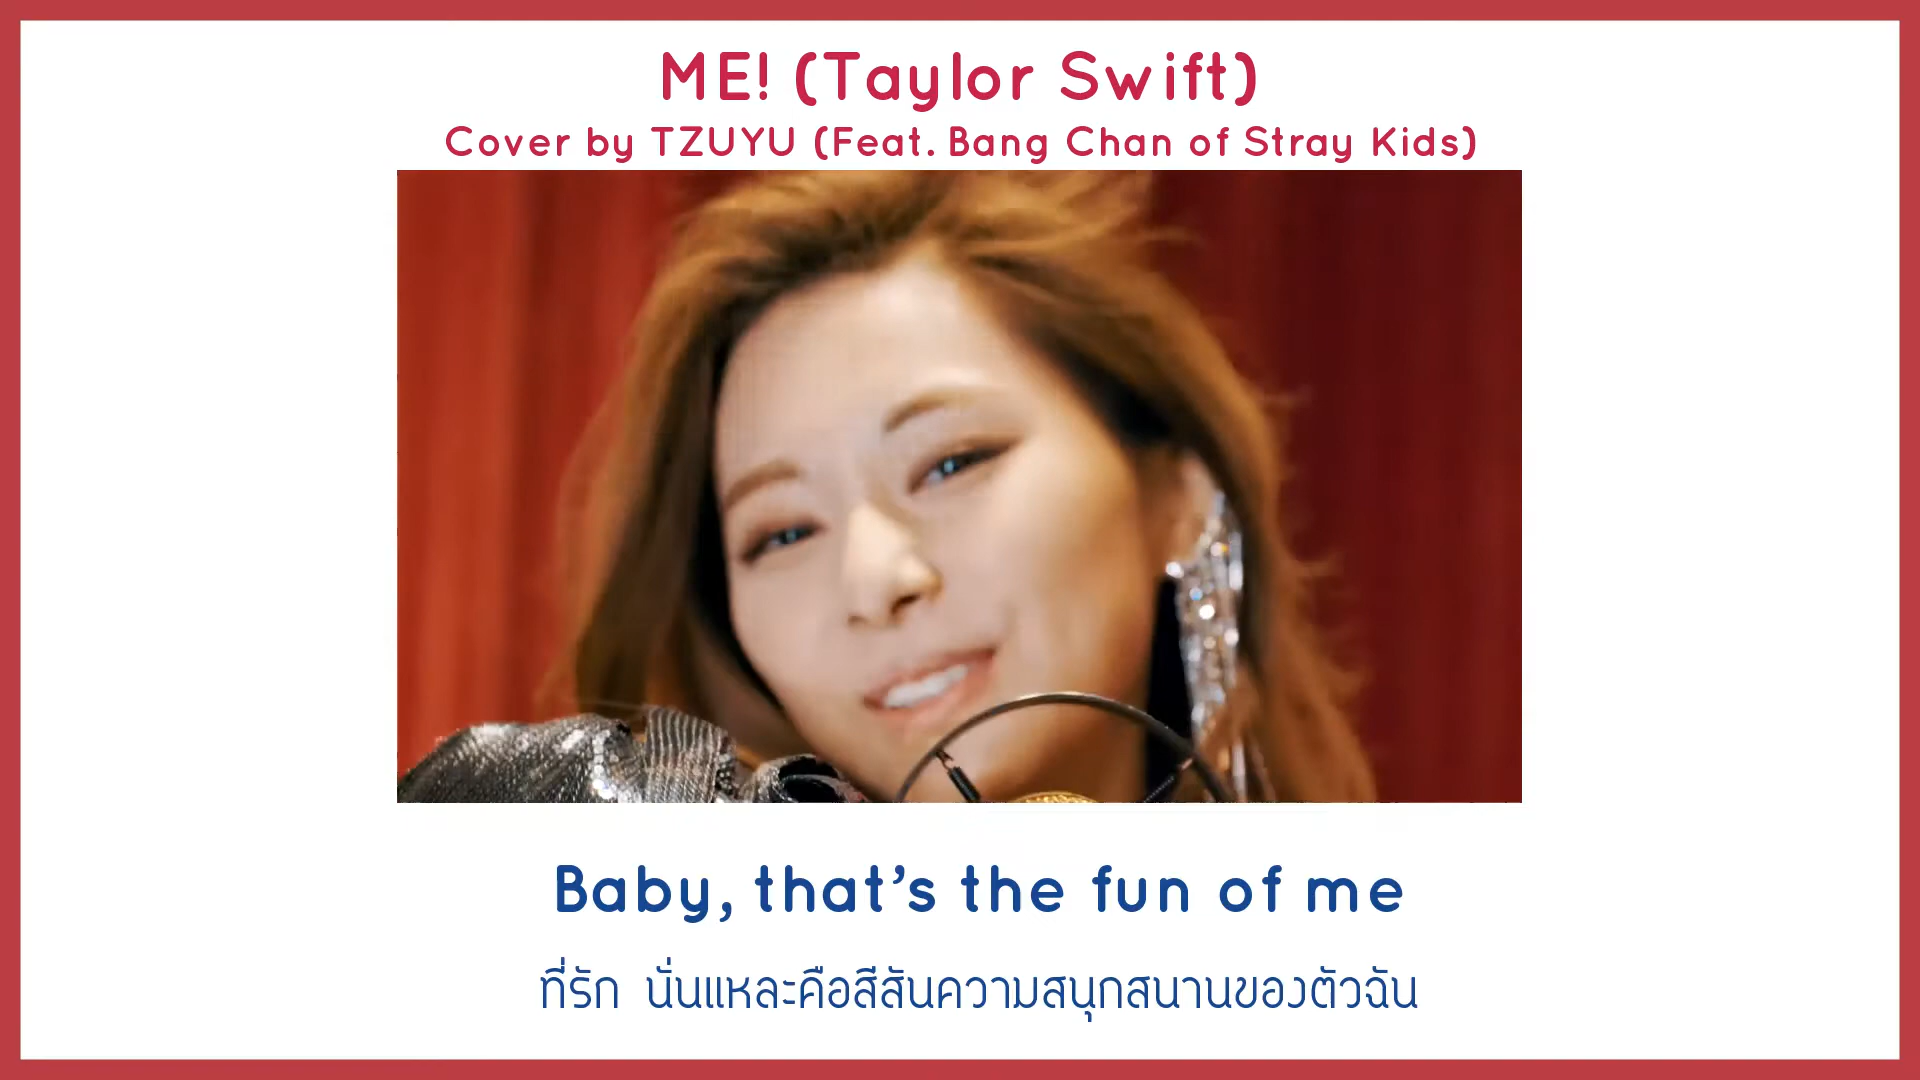 ME! (Taylor Swift)
Cover by TZUYU (Feat. Bang Chan of Stray Kids)
Baby, that's the fun of me
ที่รัก นั่นแหละคือสีสันความสนุกสนานของตัวฉัน